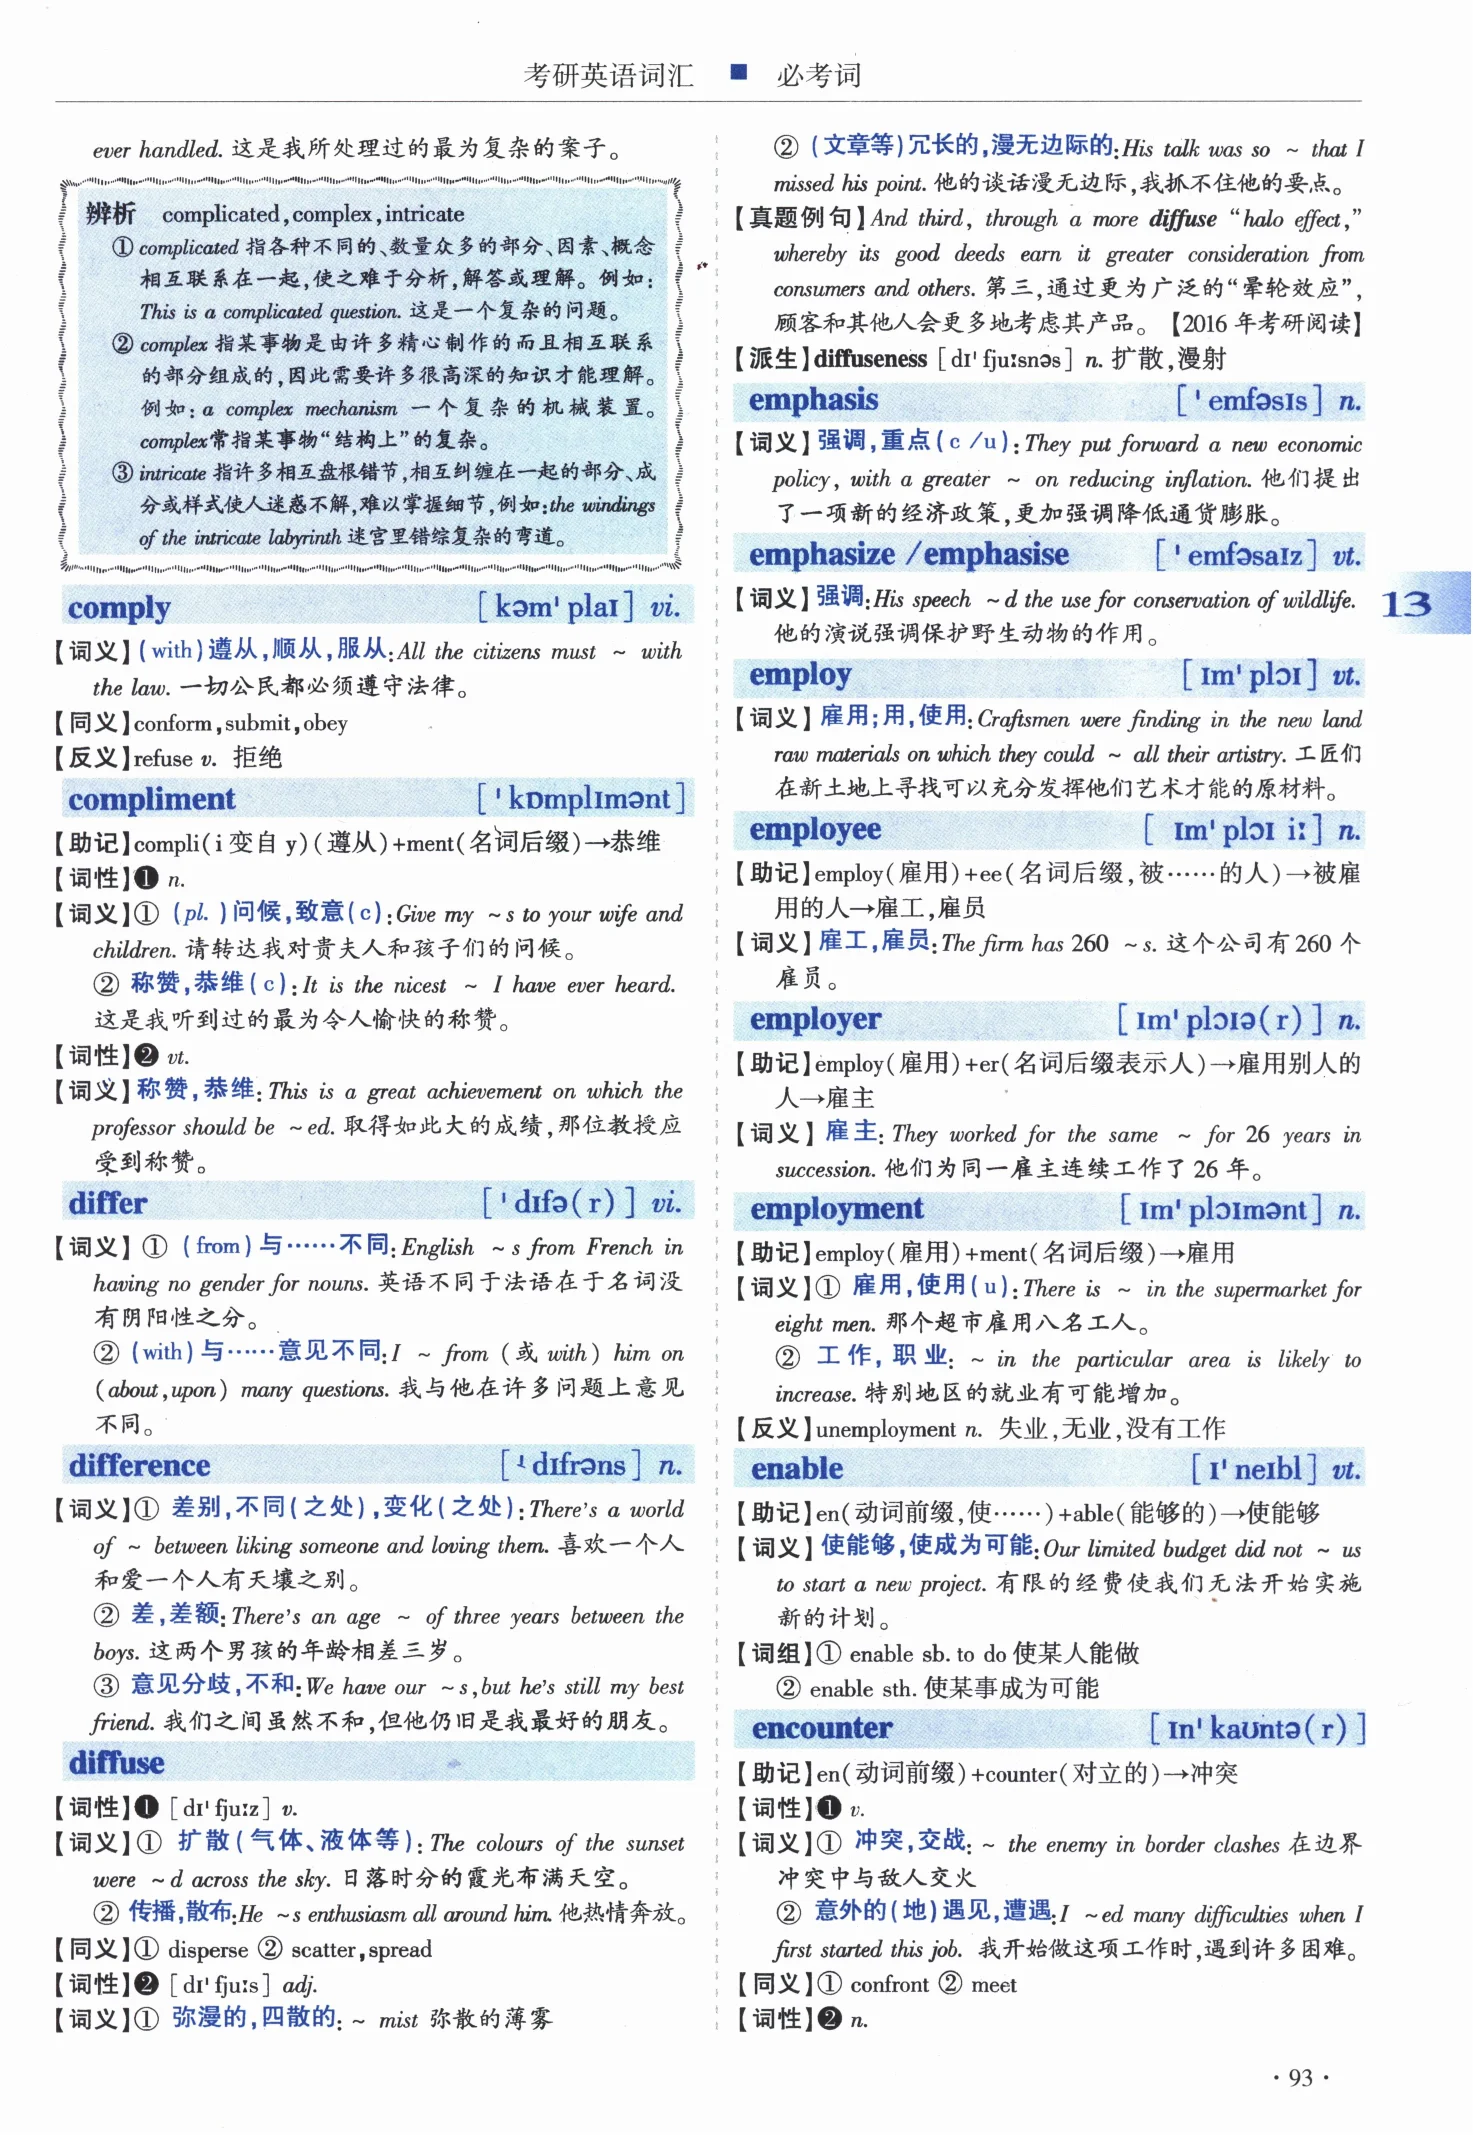 考研英语词汇 ■ 必考词
ever handled. 这是我所处理过的最为复杂的案子。
辨析 complicated,complex,intricate
① complicated 指各种不同的、数量众多的部分、因素、概念
相互联系在一起,使之难于分析,解答或理解。例如:
This is a complicated question. 这是一个复杂的问题。
② complex 指某事物是由许多精心制作的而且相互联系
的部分组成的,因此需要许多很高深的知识才能理解。
例如: a complex mechanism 一个复杂的机械装置。
complex常指某事物“结构上”的复杂。
③ intricate 指许多相互盘根错节,相互纠缠在一起的部分、成
分或样式使人迷惑不解,难以掌握细节,例如:the windings
of the intricate labyrinth 迷宫里错综复杂的弯道。
comply [kəm'plaɪ] vi.
【词义】(with)遵从,顺从,服从:All the citizens must ~ with
the law. 一切公民都必须遵守法律。
【同义】conform,submit,obey
【反义】refuse v. 拒绝
compliment ['kɒmplɪmənt]
【助记】compli(i 变自 y)(遵从)+ment(名词后缀)→恭维
【词性】❶ n.
【词义】① (pl. )问候,致意(c):Give my ~s to your wife and
children. 请转达我对贵夫人和孩子们的问候。
② 称赞,恭维(c):It is the nicest ~ I have ever heard.
这是我听到过的最为令人愉快的称赞。
【词性】❷ vt.
【词义】称赞,恭维: This is a great achievement on which the
professor should be ~ed. 取得如此大的成绩,那位教授应
受到称赞。
differ ['dɪfə(r)] vi.
【词义】① (from)与……不同:English ~s from French in
having no gender for nouns. 英语不同于法语在于名词没
有阴阳性之分。
② (with)与……意见不同:I ~ from (或 with) him on
(about,upon) many questions. 我与他在许多问题上意见
不同。
difference ['dɪfrəns] n.
【词义】① 差别,不同(之处),变化(之处):There's a world
of ~ between liking someone and loving them. 喜欢一个人
和爱一个人有天壤之别。
② 差,差额: There's an age ~ of three years between the
boys. 这两个男孩的年龄相差三岁。
③ 意见分歧,不和:We have our ~s,but he's still my best
friend. 我们之间虽然不和,但他仍旧是我最好的朋友。
diffuse
【词性】❶ [dɪ'fjuːz] v.
【词义】① 扩散(气体、液体等): The colours of the sunset
were ~d across the sky. 日落时分的霞光布满天空。
② 传播,散布:He ~s enthusiasm all around him. 他热情奔放。
【同义】① disperse ② scatter,spread
【词性】❷ [dɪ'fjuːs] adj.
【词义】① 弥漫的,四散的: ~ mist 弥散的薄雾
② (文章等)冗长的,漫无边际的:His talk was so ~ that I
missed his point. 他的谈话漫无边际,我抓不住他的要点。
【真题例句】And third, through a more diffuse “halo effect,”
whereby its good deeds earn it greater consideration from
consumers and others. 第三,通过更为广泛的“晕轮效应”,
顾客和其他人会更多地考虑其产品。【2016 年考研阅读】
【派生】diffuseness [dɪ'fjuːsnəs] n. 扩散,漫射
emphasis ['emfəsɪs] n.
【词义】强调,重点(c /u): They put forward a new economic
policy, with a greater ~ on reducing inflation. 他们提出
了一项新的经济政策,更加强调降低通货膨胀。
emphasize /emphasise ['emfəsaɪz] vt.
【词义】强调:His speech ~d the use for conservation of wildlife.
他的演说强调保护野生动物的作用。
13
employ [ɪm'plɔɪ] vt.
【词义】雇用;用,使用:Craftsmen were finding in the new land
raw materials on which they could ~ all their artistry. 工匠们
在新土地上寻找可以充分发挥他们艺术才能的原材料。
employee [ɪm'plɔɪ iː] n.
【助记】employ(雇用)+ee(名词后缀,被……的人)→被雇
用的人→雇工,雇员
【词义】雇工,雇员:The firm has 260 ~s. 这个公司有 260 个
雇员。
employer [ɪm'plɔɪə(r)] n.
【助记】employ(雇用)+er(名词后缀表示人)→雇用别人的
人→雇主
【词义】雇主: They worked for the same ~ for 26 years in
succession. 他们为同一雇主连续工作了 26 年。
employment [ɪm'plɔɪmənt] n.
【助记】employ(雇用)+ment(名词后缀)→雇用
【词义】① 雇用,使用(u):There is ~ in the supermarket for
eight men. 那个超市雇用八名工人。
② 工作,职业: ~ in the particular area is likely to
increase. 特别地区的就业有可能增加。
【反义】unemployment n. 失业,无业,没有工作
enable [ɪ'neɪbl] vt.
【助记】en(动词前缀,使……)+able(能够的)→使能够
【词义】使能够,使成为可能:Our limited budget did not ~ us
to start a new project. 有限的经费使我们无法开始实施
新的计划。
【词组】① enable sb. to do 使某人能做
② enable sth. 使某事成为可能
encounter [ɪn'kaʊntə(r)]
【助记】en(动词前缀)+counter(对立的)→冲突
【词性】❶ v.
【词义】① 冲突,交战: ~ the enemy in border clashes 在边界
冲突中与敌人交火
② 意外的(地)遇见,遭遇:I ~ed many difficulties when I
first started this job. 我开始做这项工作时,遇到许多困难。
【同义】① confront ② meet
【词性】❷ n.
·93·